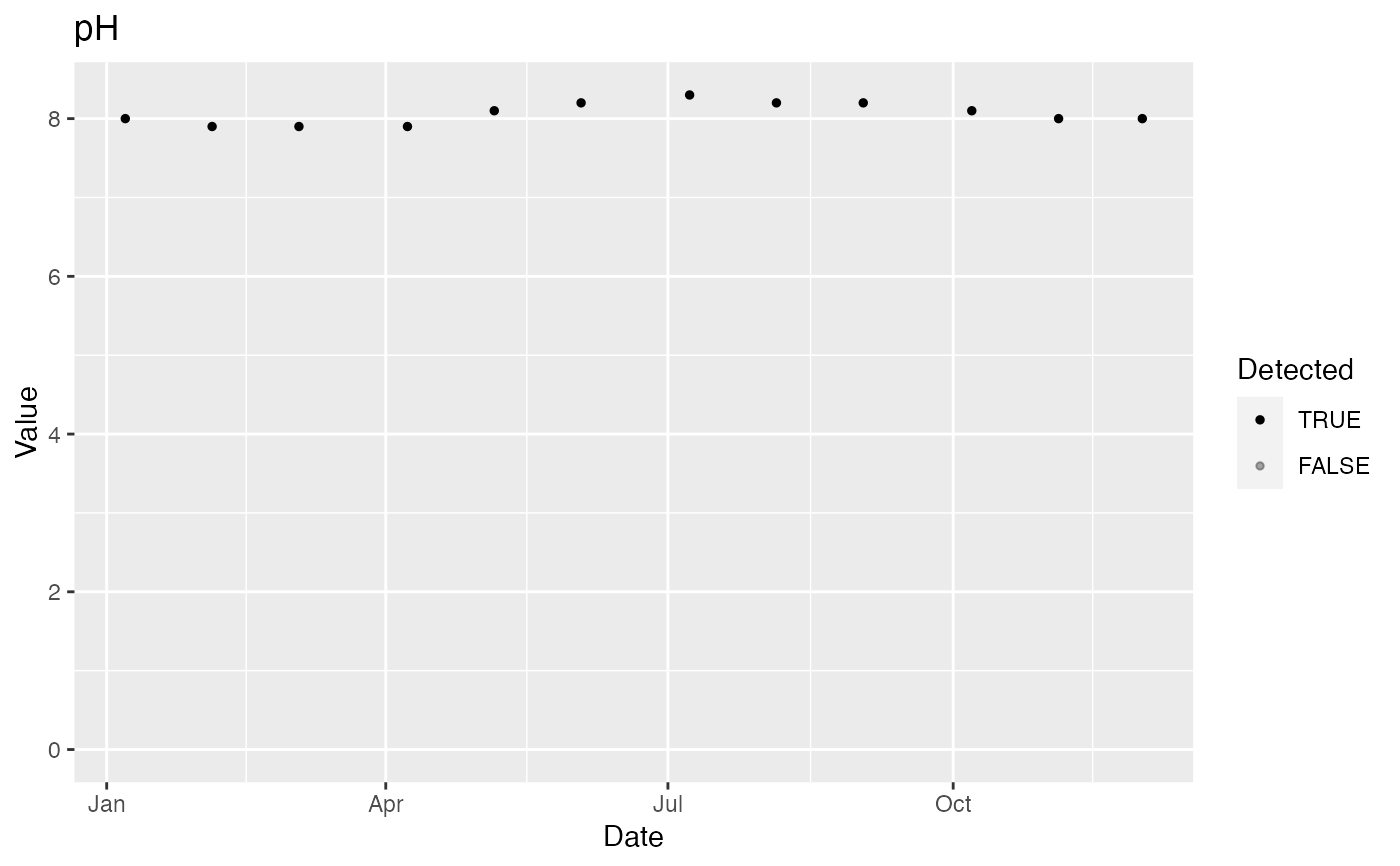 pH
8
6
4
2
0
Value
Jan Apr Jul Oct
Date
Detected
TRUE
FALSE